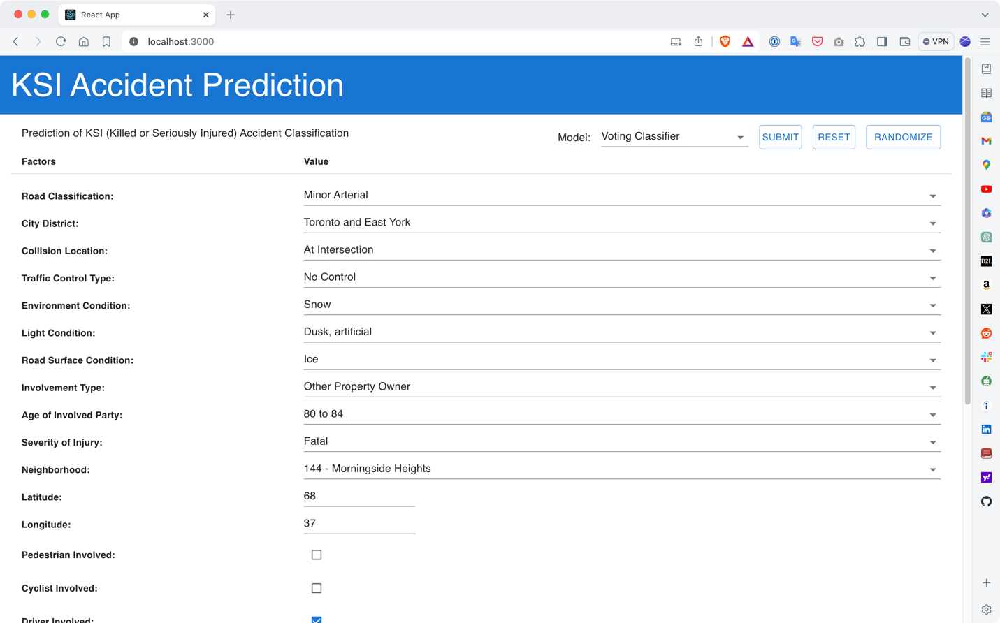 React App
localhost:3000
VPN
KSI Accident Prediction
Prediction of KSI (Killed or Seriously Injured) Accident Classification
Model: Voting Classifier SUBMIT RESET RANDOMIZE
Factors Value
Road Classification: Minor Arterial
City District: Toronto and East York
Collision Location: At Intersection
Traffic Control Type: No Control
Environment Condition: Snow
Light Condition: Dusk, artificial
Road Surface Condition: Ice
Involvement Type: Other Property Owner
Age of Involved Party: 80 to 84
Severity of Injury: Fatal
Neighborhood: 144 - Morningside Heights
Latitude: 68
Longitude: 37
Pedestrian Involved:
Cyclist Involved:
Driver Involved:
D2L